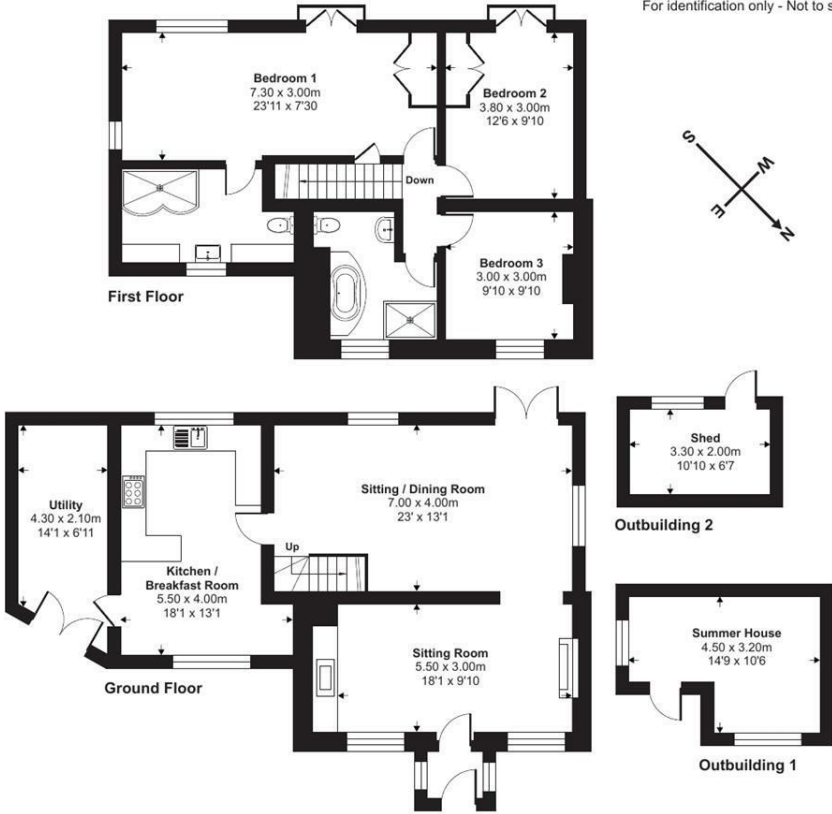 For identification only - Not to s
Bedroom 1
7.30 x 3.00m
23'11 x 7'30
Bedroom 2
3.80 x 3.00m
12'6 x 9'10
S
W
E
N
Down
Bedroom 3
3.00 x 3.00m
9'10 x 9'10
First Floor
Shed
3.30 x 2.00m
10'10 x 6'7
Outbuilding 2
Utility
4.30 x 2.10m
14'1 x 6'11
Sitting / Dining Room
7.00 x 4.00m
23' x 13'1
Up
Kitchen /
Breakfast Room
5.50 x 4.00m
18'1 x 13'1
Sitting Room
5.50 x 3.00m
18'1 x 9'10
Summer House
4.50 x 3.20m
14'9 x 10'6
Ground Floor
Outbuilding 1